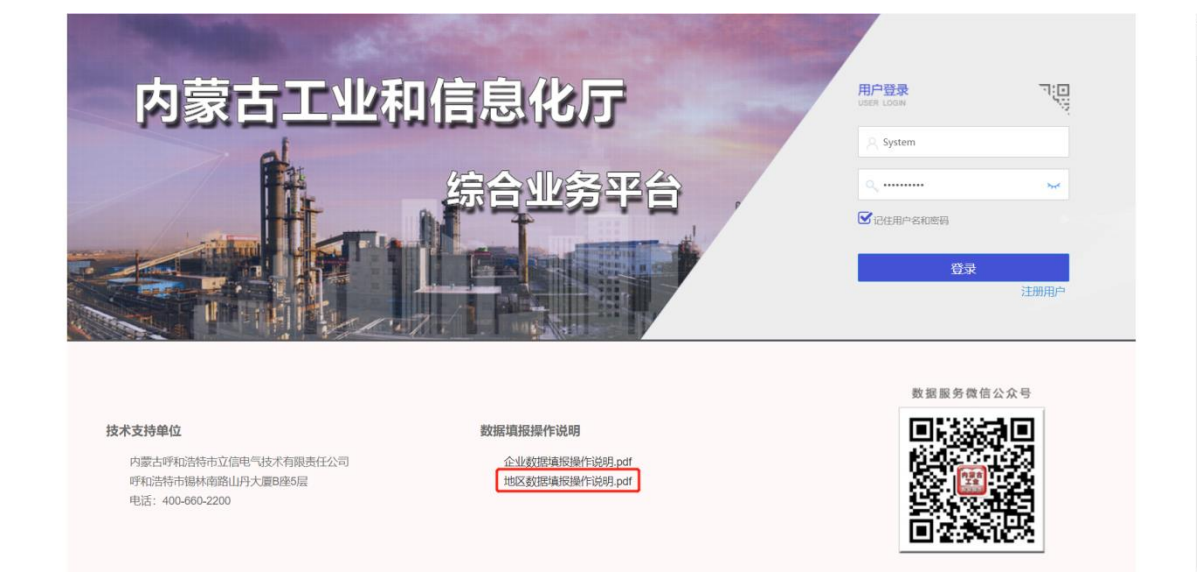 内蒙古工业和信息化厅
综合业务平台
用户登录
USER LOGIN
System
••••••••••
记住用户名和密码
登录
注册用户
数据服务微信公众号
技术支持单位
内蒙古呼和浩特市立信电气技术有限责任公司
呼和浩特市锡林南路山丹大厦B座5层
电话：400-660-2200
数据填报操作说明
企业数据填报操作说明.pdf
地区数据填报操作说明.pdf
内蒙古
工业